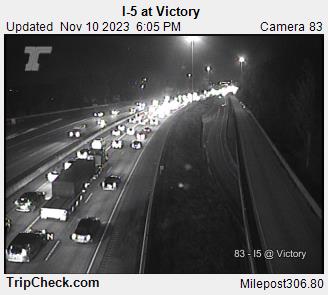 I-5 at Victory
Updated Nov 10 2023 6:05 PM Camera 83
T
83 - I5 @ Victory
TripCheck.com Milepost306.80